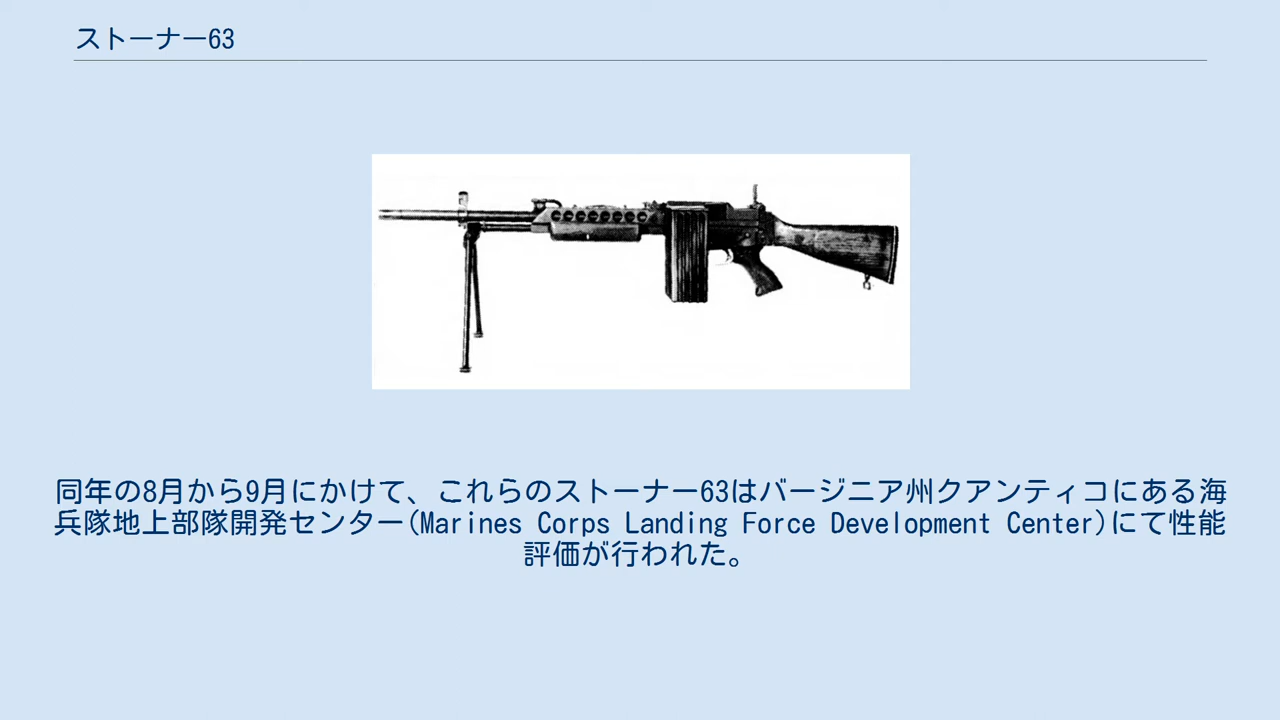 ストーナー63
同年の8月から9月にかけて、これらのストーナー63はバージニア州クアンティコにある海
兵隊地上部隊開発センター(Marines Corps Landing Force Development Center)にて性能
評価が行われた。